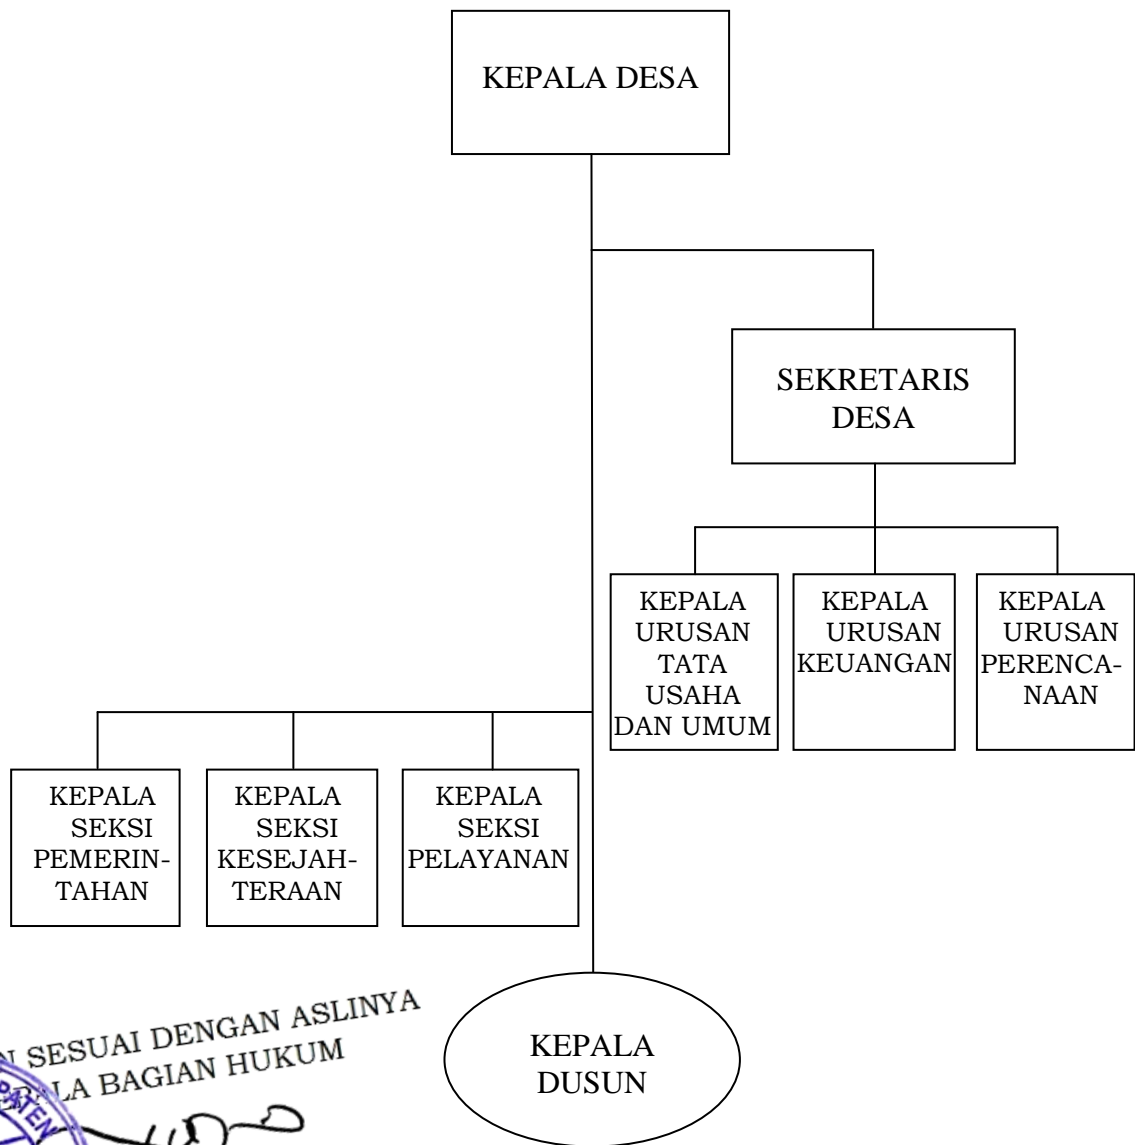 KEPALA DESA
SEKRETARIS
DESA
KEPALA
URUSAN
TATA
USAHA
DAN UMUM
KEPALA
URUSAN
KEUANGAN
KEPALA
URUSAN
PERENCA-
NAAN
KEPALA
SEKSI
PEMERIN-
TAHAN
KEPALA
SEKSI
KESEJAH-
TERAAN
KEPALA
SEKSI
PELAYANAN
KEPALA
DUSUN
SESUAI DENGAN ASLINYA
BAGIAN HUKUM